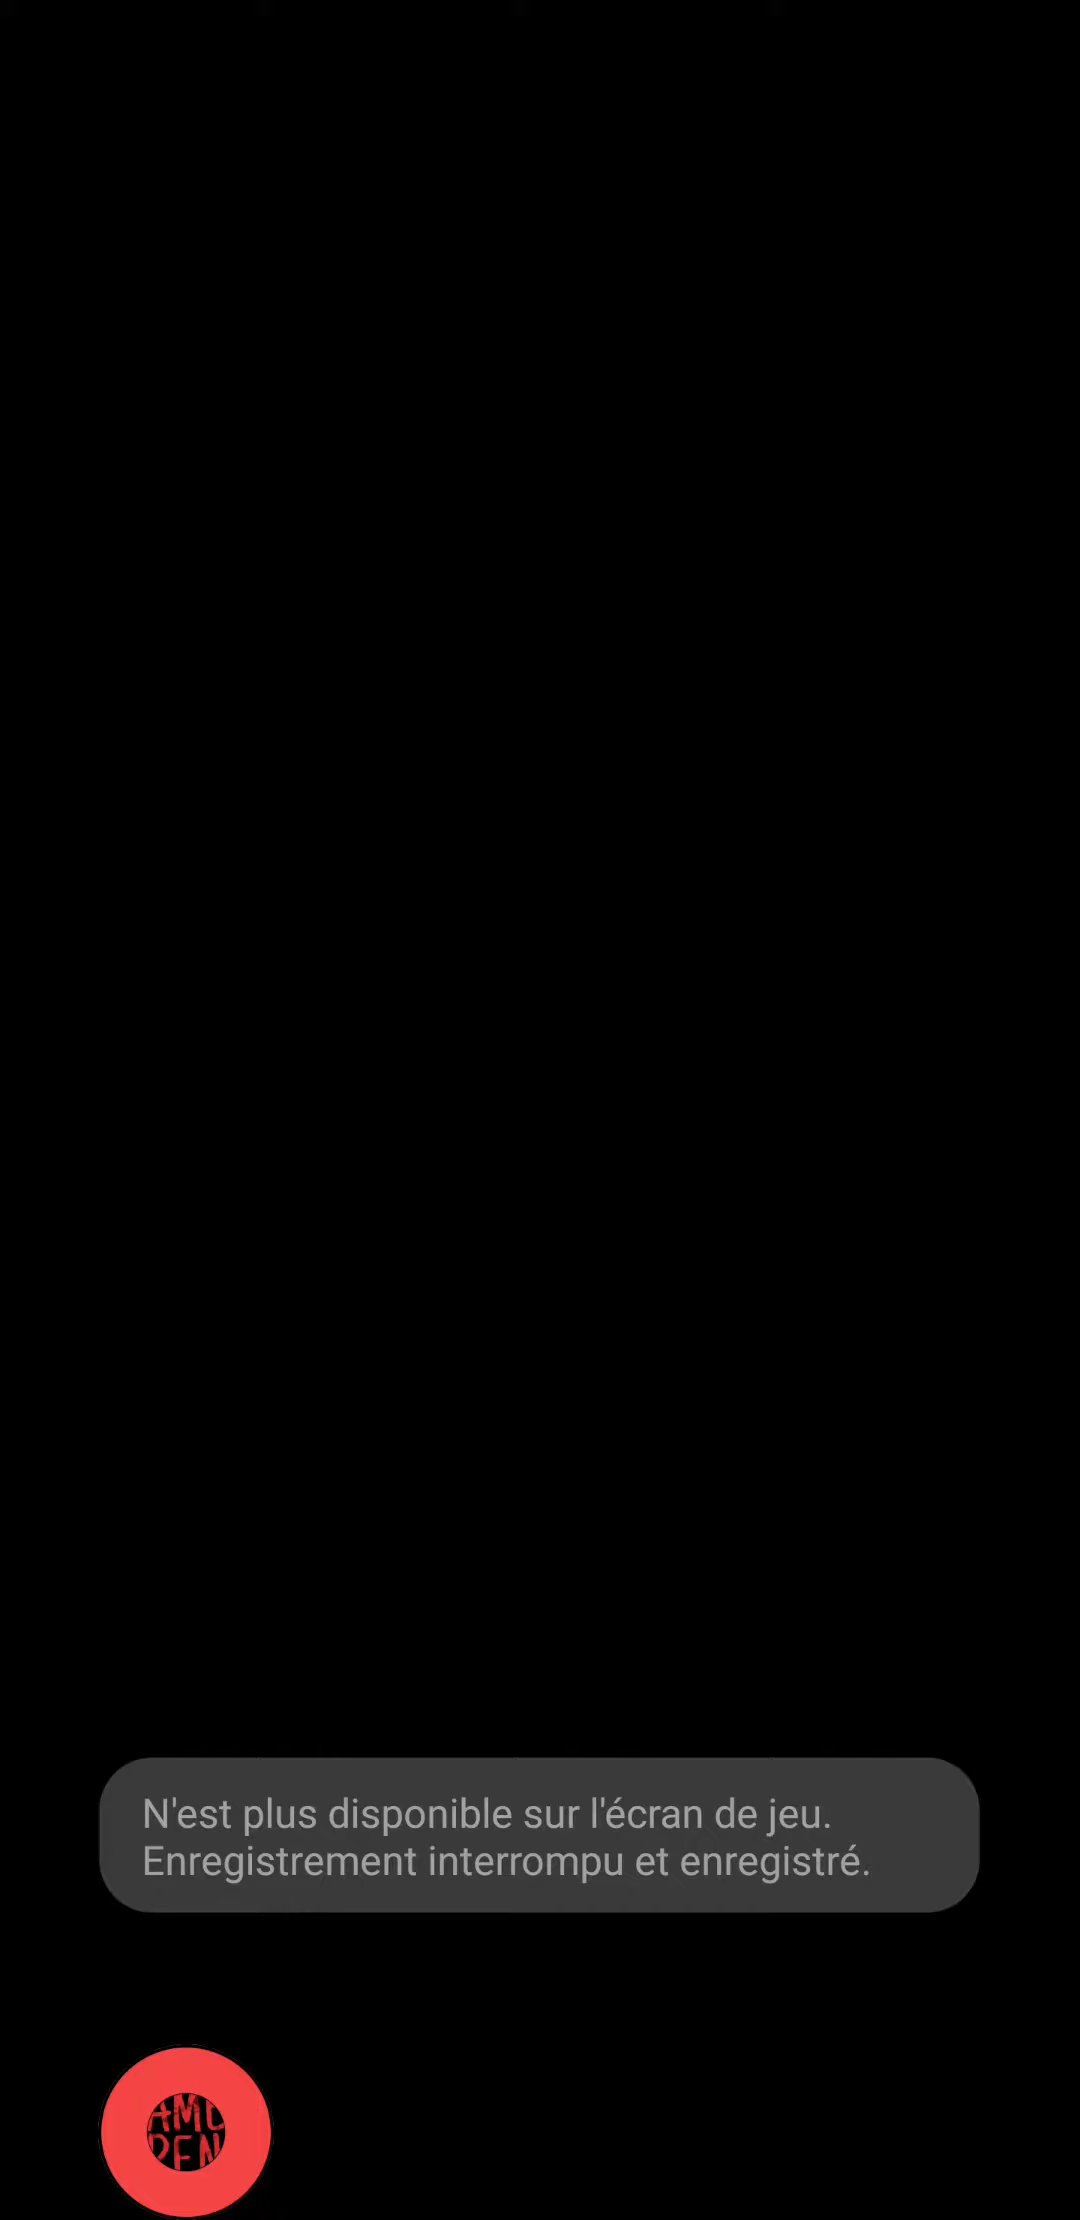 N'est plus disponible sur l'écran de jeu.
Enregistrement interrompu et enregistré.